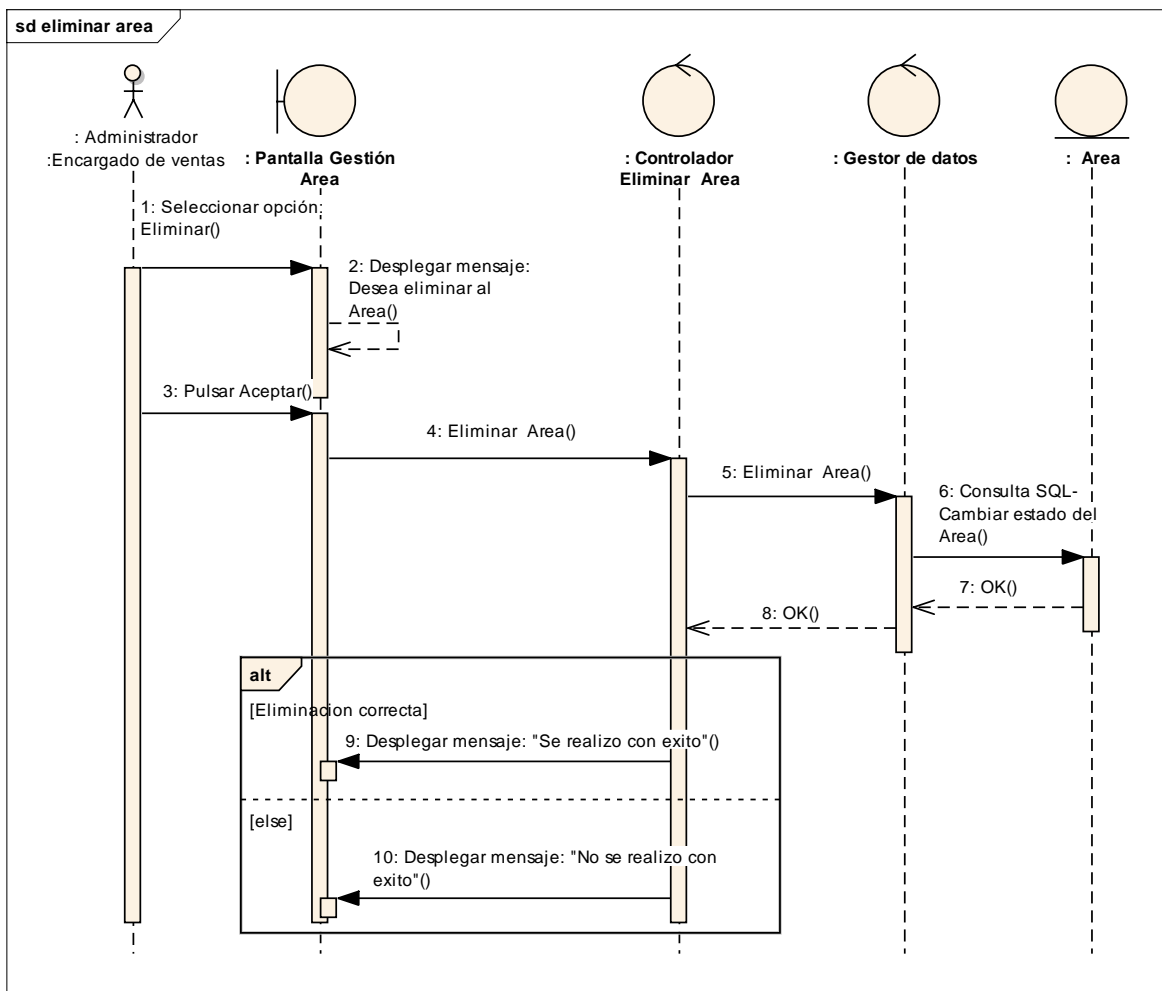 sd eliminar area
: Administrador
:Encargado de ventas
: Pantalla Gestión
Area
: Controlador
Eliminar Area
: Gestor de datos
: Area
1: Seleccionar opción
Eliminar()
2: Desplegar mensaje:
Desea eliminar al
Area()
3: Pulsar Aceptar()
4: Eliminar Area()
5: Eliminar Area()
6: Consulta SQL-
Cambiar estado del
Area()
7: OK()
8: OK()
alt
[Eliminacion correcta]
9: Desplegar mensaje: "Se realizo con exito"()
[else]
10: Desplegar mensaje: "No se realizo con
exito"()